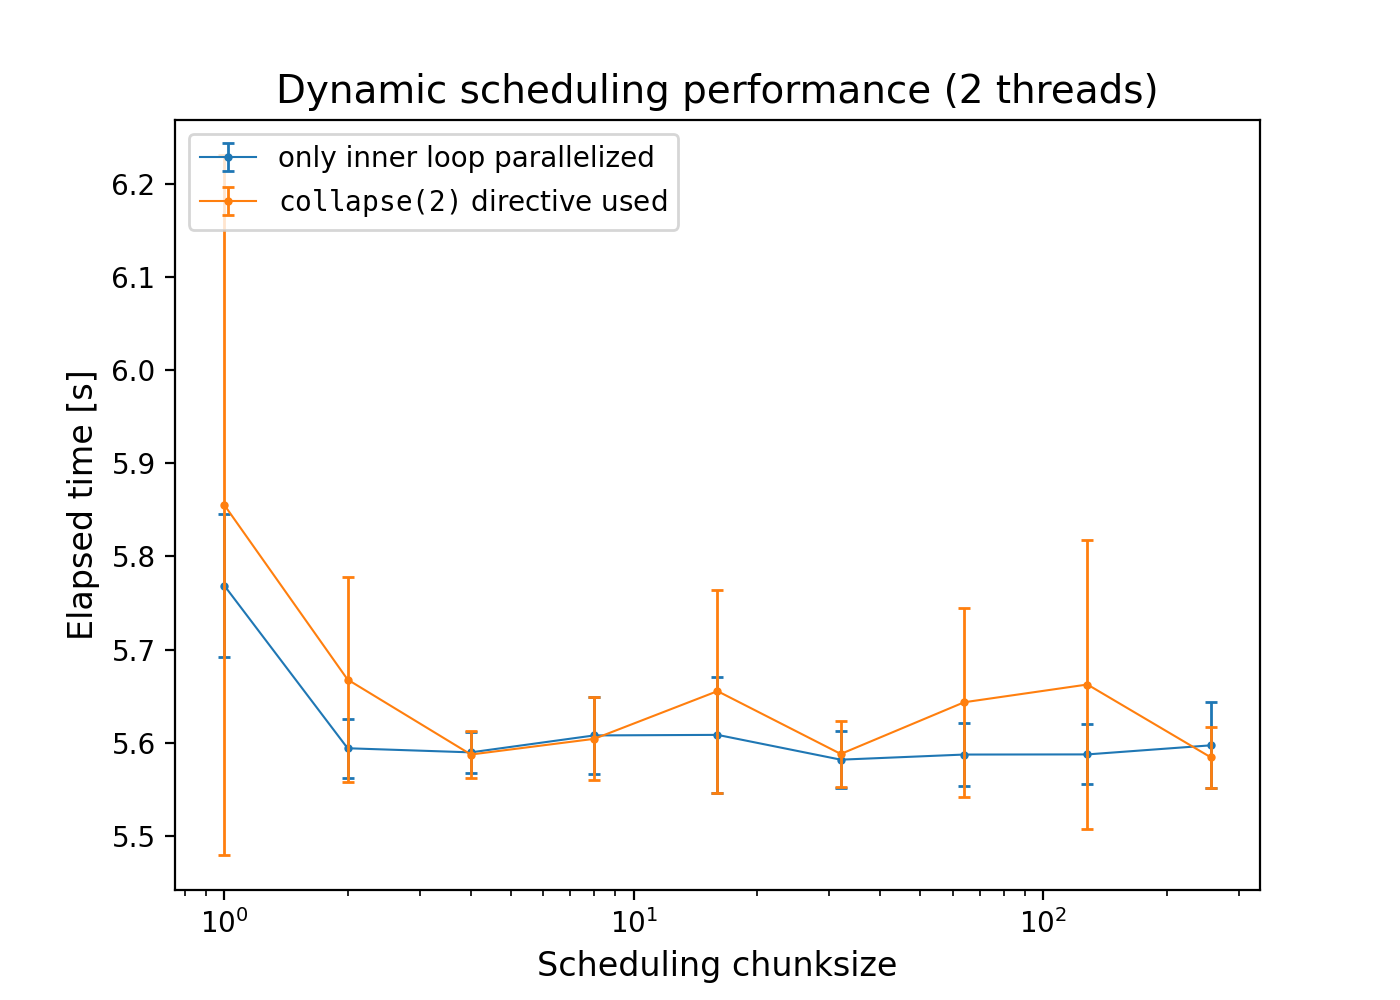 Dynamic scheduling performance (2 threads)
only inner loop parallelized
collapse(2) directive used
6.2
6.1
6.0
5.9
5.8
5.7
5.6
5.5
Elapsed time [s]
10⁰ 10¹ 10²
Scheduling chunksize